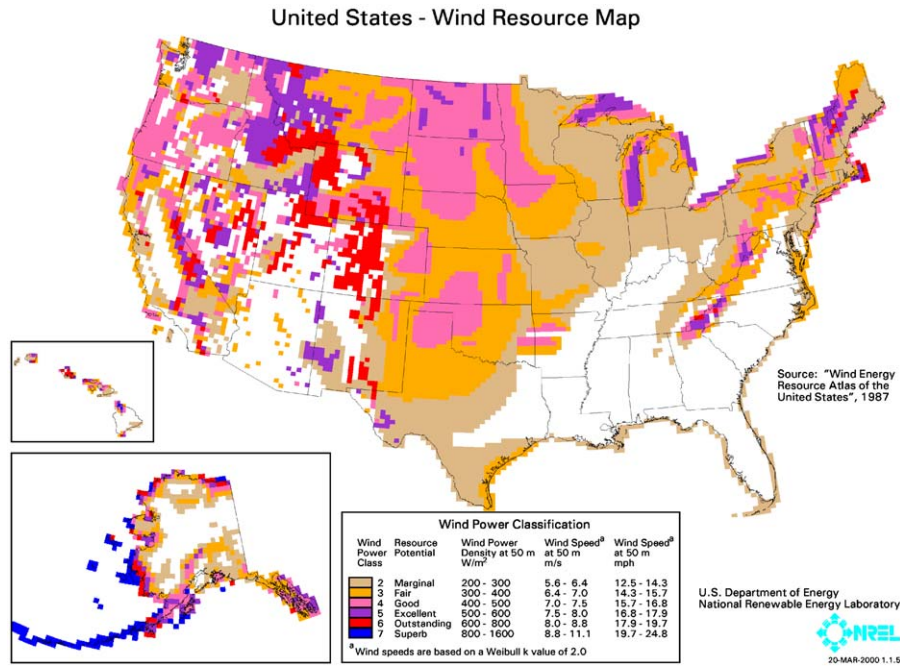 United States - Wind Resource Map
Source: "Wind Energy
Resource Atlas of the
United States", 1987
Wind Power Classification
Wind Power Class Resource Potential Wind Power Density at 50 m W/m² Wind Speedᵃ at 50 m m/s Wind Speedᵃ at 50 m mph
2 Marginal 200 - 300 5.6 - 6.4 12.5 - 14.3
3 Fair 300 - 400 6.4 - 7.0 14.3 - 15.7
4 Good 400 - 500 7.0 - 7.5 15.7 - 16.8
5 Excellent 500 - 600 7.5 - 8.0 16.8 - 17.9
6 Outstanding 600 - 800 8.0 - 8.8 17.9 - 19.7
7 Superb 800 - 1600 8.8 - 11.1 19.7 - 24.8
ᵃ Wind speeds are based on a Weibull k value of 2.0
U.S. Department of Energy
National Renewable Energy Laboratory
NREL
20-MAR-2000 1.1.5